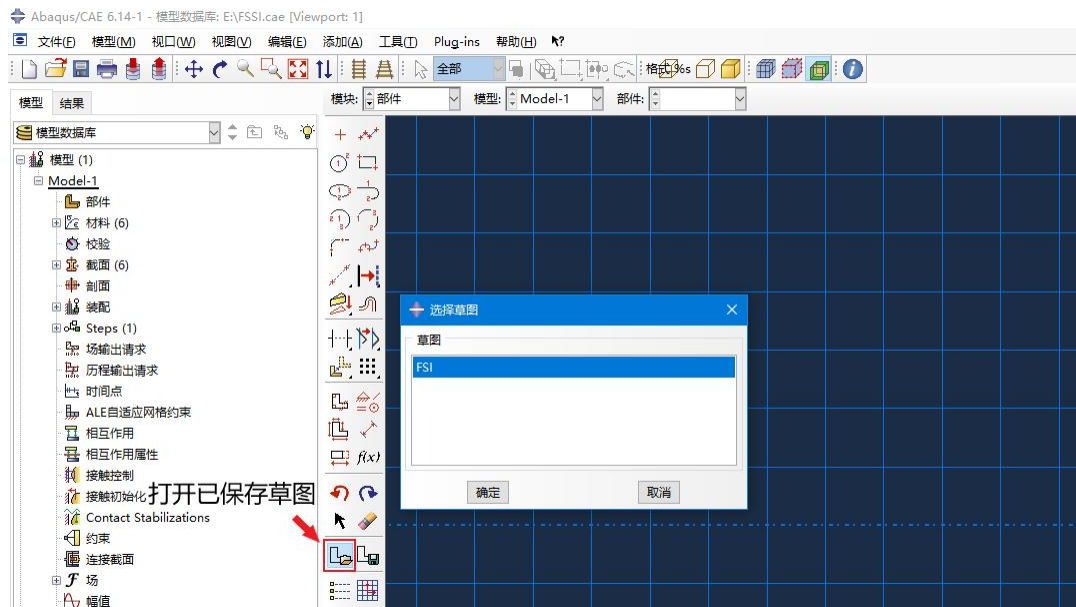 Abaqus/CAE 6.14-1 - 模型数据库: E:\FSSI.cae [Viewport: 1]
文件(F) 模型(M) 视口(W) 视图(V) 编辑(E) 添加(A) 工具(T) Plug-ins 帮助(H)
全部
模型 结果
模块: 部件 模型: Model-1 部件:
模型数据库
模型 (1)
Model-1
部件
材料 (6)
校验
截面 (6)
剖面
装配
Steps (1)
场输出请求
历程输出请求
时间点
ALE自适应网格约束
相互作用
相互作用属性
接触控制
接触初始化
Contact Stabilizations
约束
连接截面
场
幅值
打开已保存草图
f(x)
选择草图
草图
FSI
确定 取消